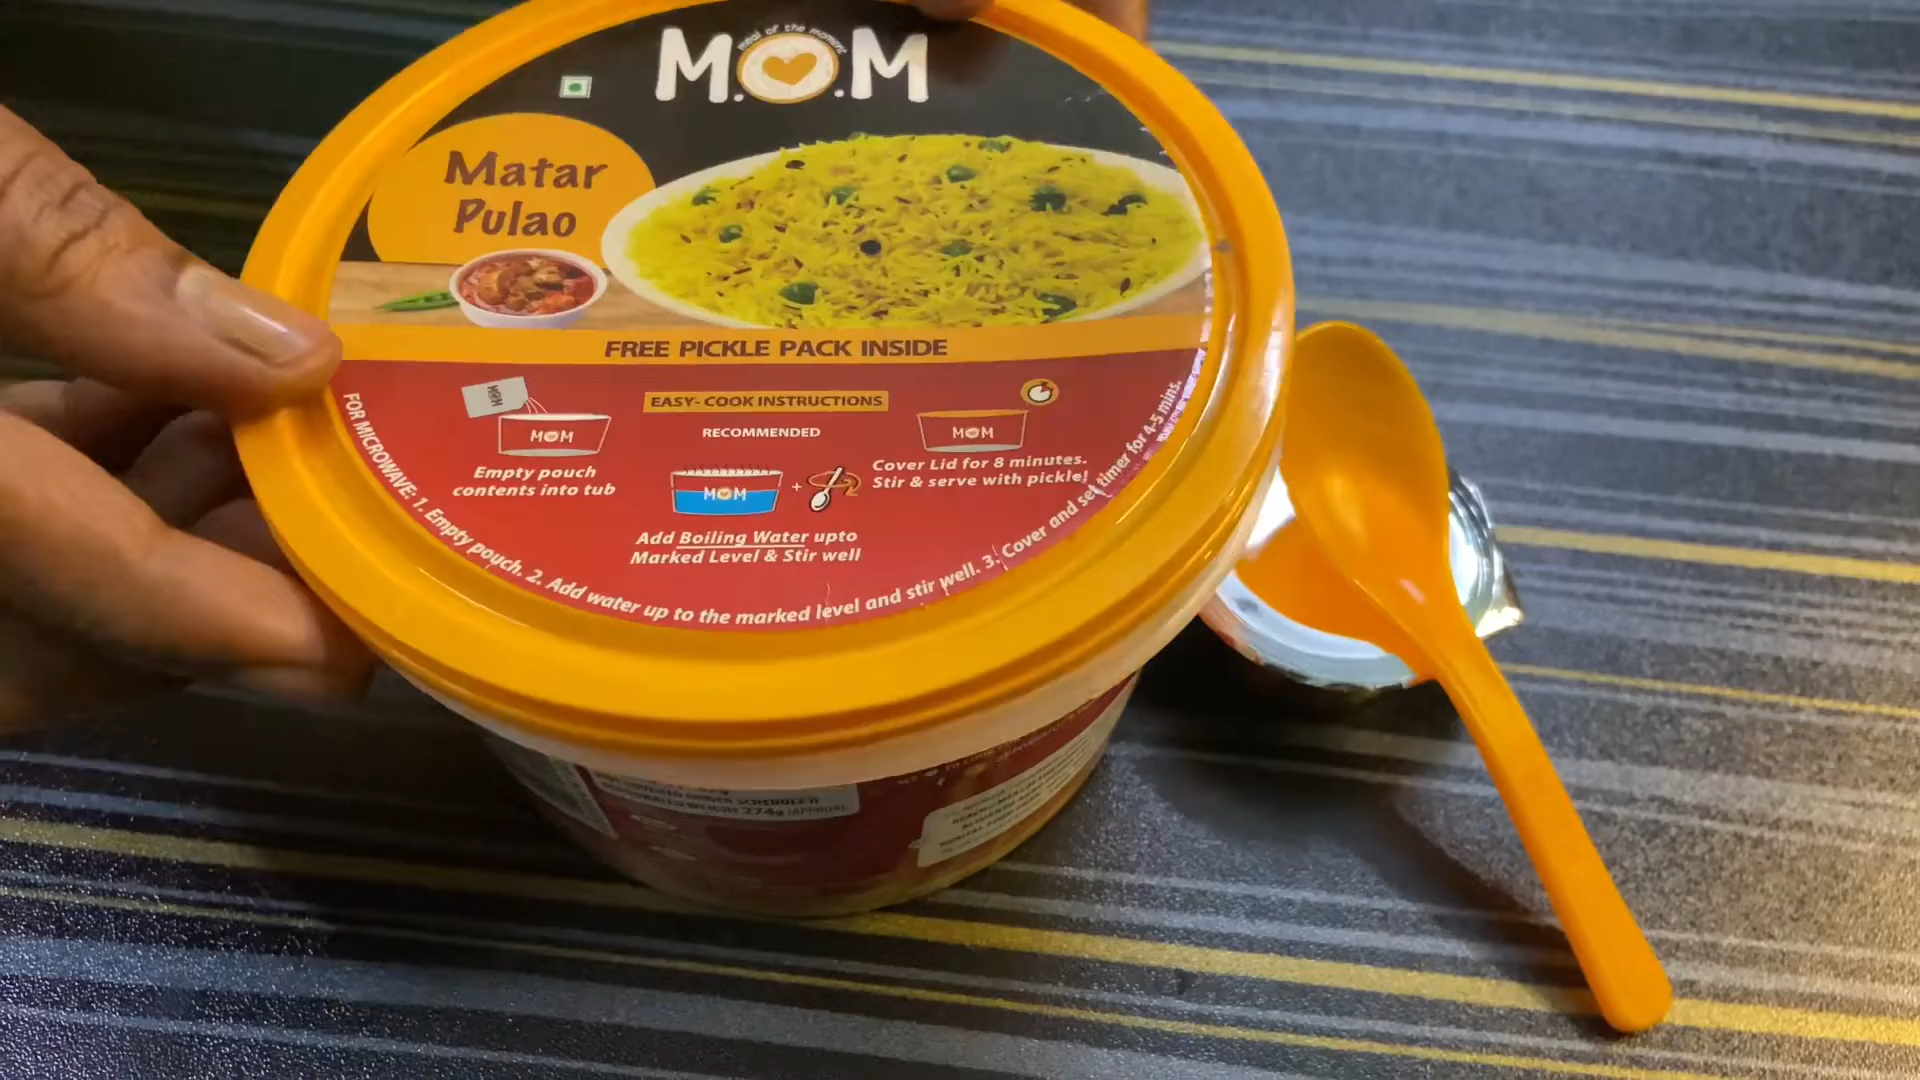 meal of the moment
M.O.M
Matar
Pulao
FREE PICKLE PACK INSIDE
EASY- COOK INSTRUCTIONS
RECOMMENDED
MOM
MOM
MOM
MOM
Empty pouch
contents into tub
+
Add Boiling Water upto
Marked Level & Stir well
Cover Lid for 8 minutes.
Stir & serve with pickle!
FOR MICROWAVE: 1. Empty pouch. 2. Add water up to the marked level and stir well. 3. Cover and set timer for 4-5 mins.
WEIGHT 274g (APPROX)